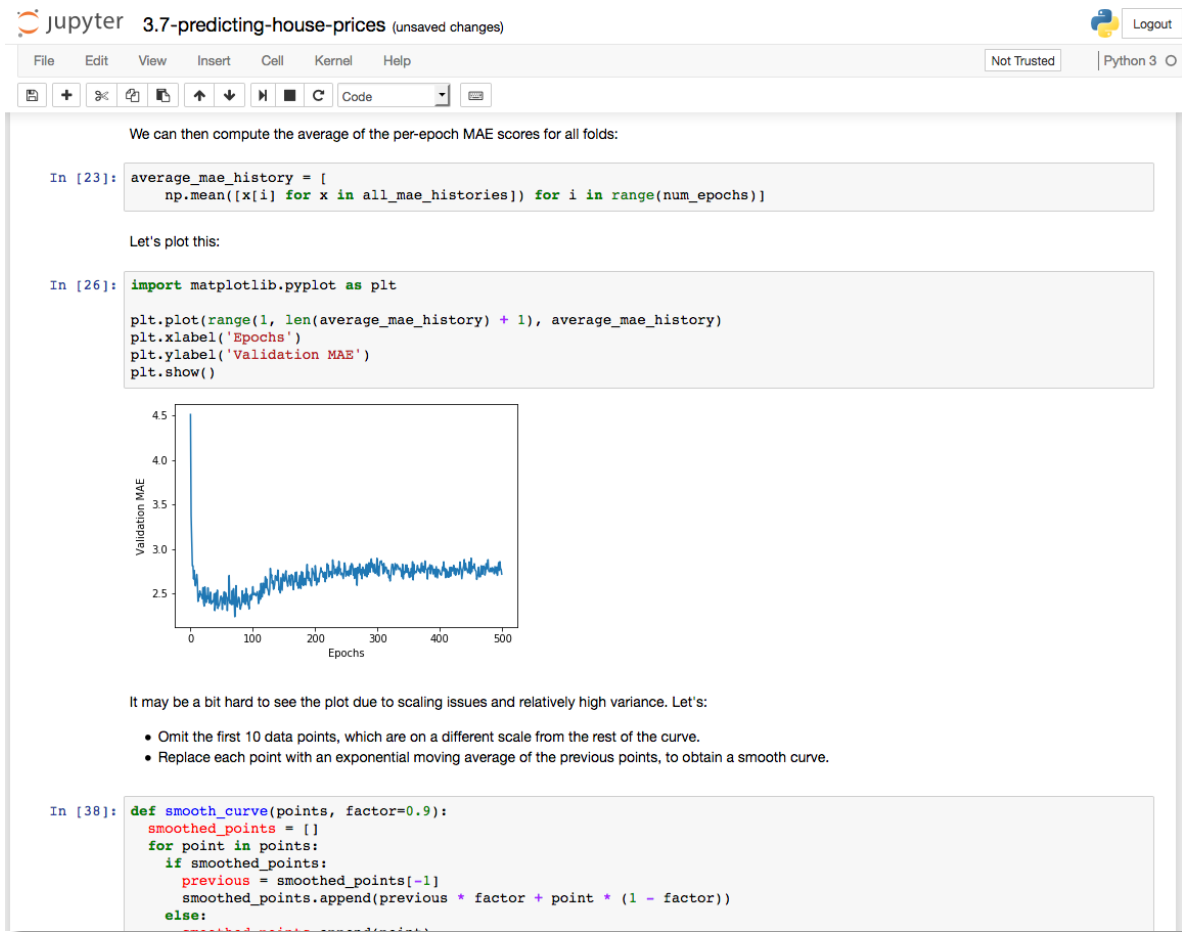 jupyter 3.7-predicting-house-prices (unsaved changes)
Logout
File Edit View Insert Cell Kernel Help
Not Trusted
Python 3
Code
We can then compute the average of the per-epoch MAE scores for all folds:
In [23]: average_mae_history = [
    np.mean([x[i] for x in all_mae_histories]) for i in range(num_epochs)]
Let's plot this:
In [26]: import matplotlib.pyplot as plt
plt.plot(range(1, len(average_mae_history) + 1), average_mae_history)
plt.xlabel('Epochs')
plt.ylabel('Validation MAE')
plt.show()
4.5
4.0
3.5
3.0
2.5
Validation MAE
0 100 200 300 400 500
Epochs
It may be a bit hard to see the plot due to scaling issues and relatively high variance. Let's:
• Omit the first 10 data points, which are on a different scale from the rest of the curve.
• Replace each point with an exponential moving average of the previous points, to obtain a smooth curve.
In [38]: def smooth_curve(points, factor=0.9):
  smoothed_points = []
  for point in points:
    if smoothed_points:
      previous = smoothed_points[-1]
      smoothed_points.append(previous * factor + point * (1 - factor))
    else:
      smoothed_points.append(point)